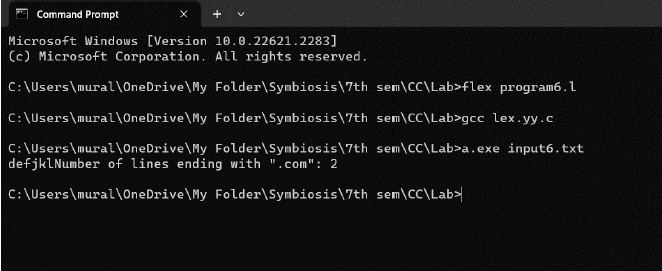 Command Prompt
Microsoft Windows [Version 10.0.22621.2283]
(c) Microsoft Corporation. All rights reserved.
C:\Users\mural\OneDrive\My Folder\Symbiosis\7th sem\CC\Lab>flex program6.l
C:\Users\mural\OneDrive\My Folder\Symbiosis\7th sem\CC\Lab>gcc lex.yy.c
C:\Users\mural\OneDrive\My Folder\Symbiosis\7th sem\CC\Lab>a.exe input6.txt
defjklNumber of lines ending with ".com": 2
C:\Users\mural\OneDrive\My Folder\Symbiosis\7th sem\CC\Lab>